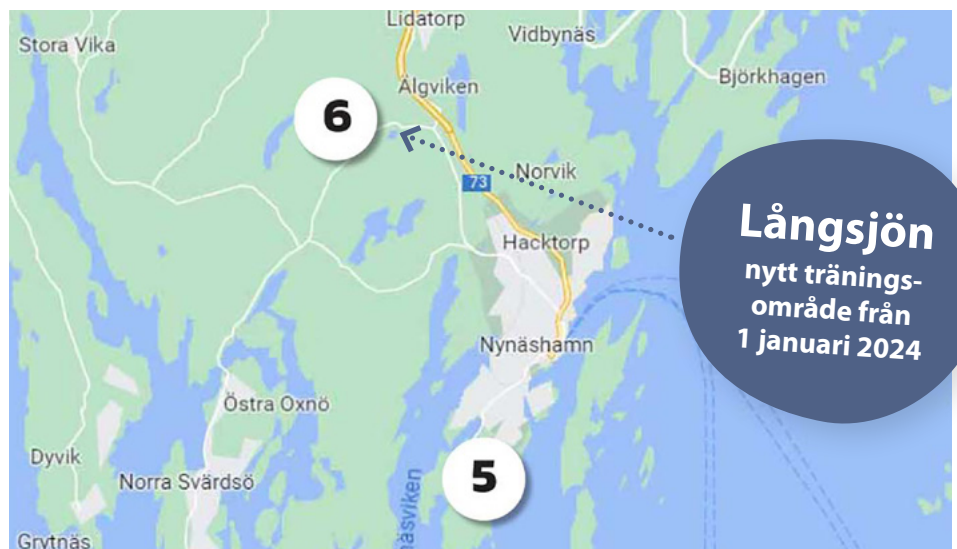 Lidatorp
Vidbynäs
Stora Vika
Björkhagen
Älgviken
6
Norvik
73
Långsjön
nytt tränings-
område från
1 januari 2024
Hacktorp
Nynäshamn
Östra Oxnö
Dyvik
Norra Svärdsö
5
Grytnäs